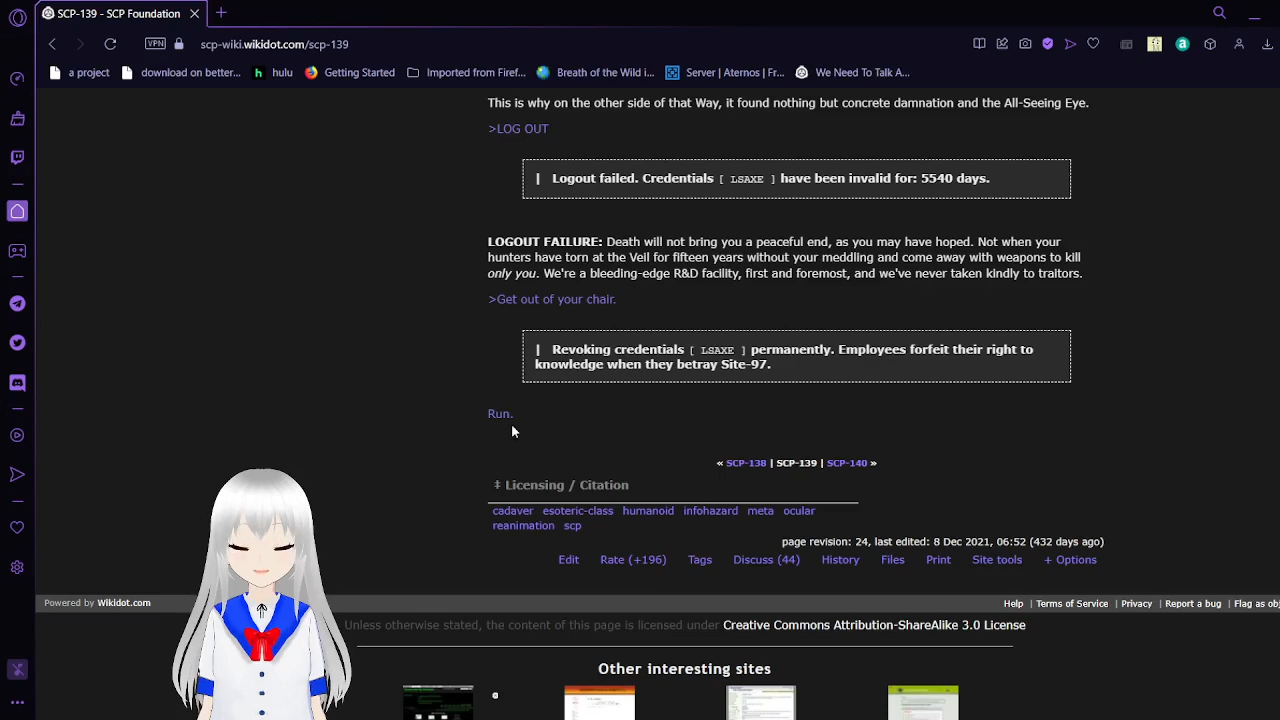 SCP-139 - SCP Foundation
VPN
scp-wiki.wikidot.com/scp-139
a project
download on better...
h hulu
Getting Started
Imported from Firef...
Breath of the Wild i...
Server | Aternos | Fr...
We Need To Talk A...
This is why on the other side of that Way, it found nothing but concrete damnation and the All-Seeing Eye.
>LOG OUT
| Logout failed. Credentials [ LSAXE ] have been invalid for: 5540 days.
LOGOUT FAILURE: Death will not bring you a peaceful end, as you may have hoped. Not when your
hunters have torn at the Veil for fifteen years without your meddling and come away with weapons to kill
only you. We're a bleeding-edge R&D facility, first and foremost, and we've never taken kindly to traitors.
>Get out of your chair.
| Revoking credentials [ LSAXE ] permanently. Employees forfeit their right to
knowledge when they betray Site-97.
Run.
« SCP-138 | SCP-139 | SCP-140 »
‡ Licensing / Citation
cadaver esoteric-class humanoid infohazard meta ocular
reanimation scp
page revision: 24, last edited: 8 Dec 2021, 06:52 (432 days ago)
Edit Rate (+196) Tags Discuss (44) History Files Print Site tools + Options
Powered by Wikidot.com
Help | Terms of Service | Privacy | Report a bug | Flag as obj
Unless otherwise stated, the content of this page is licensed under Creative Commons Attribution-ShareAlike 3.0 License
Other interesting sites